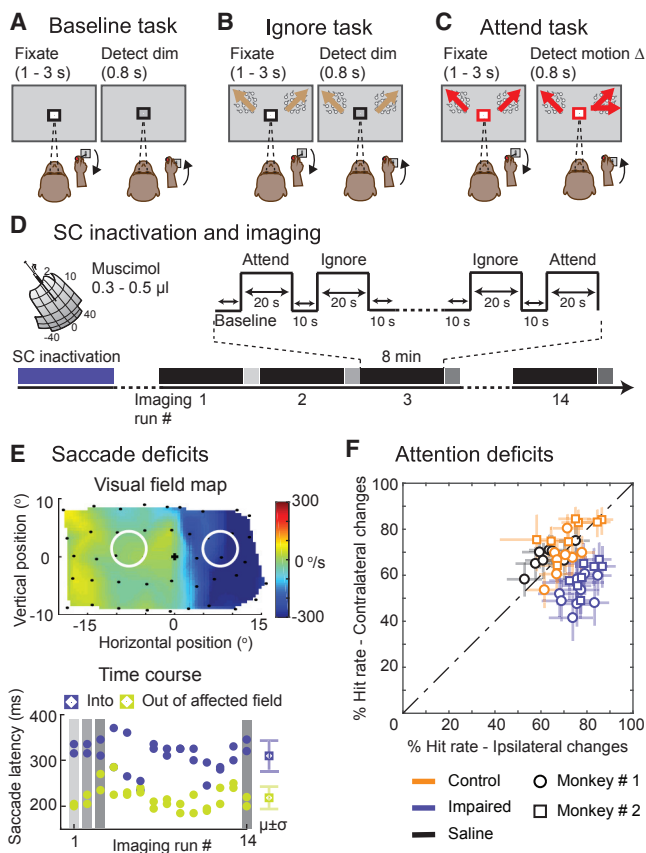 A
Baseline task
Fixate
(1 - 3 s)
Detect dim
(0.8 s)
B
Ignore task
Fixate
(1 - 3 s)
Detect dim
(0.8 s)
C
Attend task
Fixate
(1 - 3 s)
Detect motion Δ
(0.8 s)
D
SC inactivation and imaging
2
10
40
0
-40
Muscimol
0.3 - 0.5 µl
Attend
Ignore
Ignore
Attend
20 s
20 s
20 s
20 s
Baseline
10 s
10 s
10 s
10 s
SC inactivation
8 min
Imaging
run #
1
2
3
14
E
Saccade deficits
Visual field map
Vertical position (°)
10
0
-10
-15
0
15
Horizontal position (°)
300
0 °/s
-300
Time course
Into
Out of affected field
Saccade latency (ms)
400
300
200
1
14
Imaging run #
µ±σ
F
Attention deficits
% Hit rate - Contralateral changes
100
80
60
40
20
0
20
40
60
80
100
% Hit rate - Ipsilateral changes
Control
Impaired
Saline
Monkey # 1
Monkey # 2